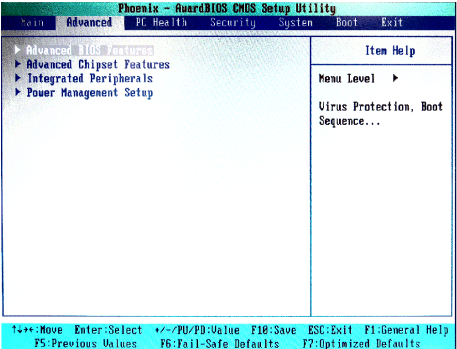 Phoenix - AwardBIOS CMOS Setup Utility
Main Advanced PC Health Security System Boot Exit
▶ Advanced BIOS Features
▶ Advanced Chipset Features
▶ Integrated Peripherals
▶ Power Management Setup
Item Help
Menu Level ▶
Virus Protection, Boot
Sequence...
↑↓→←:Move Enter:Select +/-/PU/PD:Value F10:Save ESC:Exit F1:General Help
F5:Previous Values F6:Fail-Safe Defaults F7:Optimized Defaults